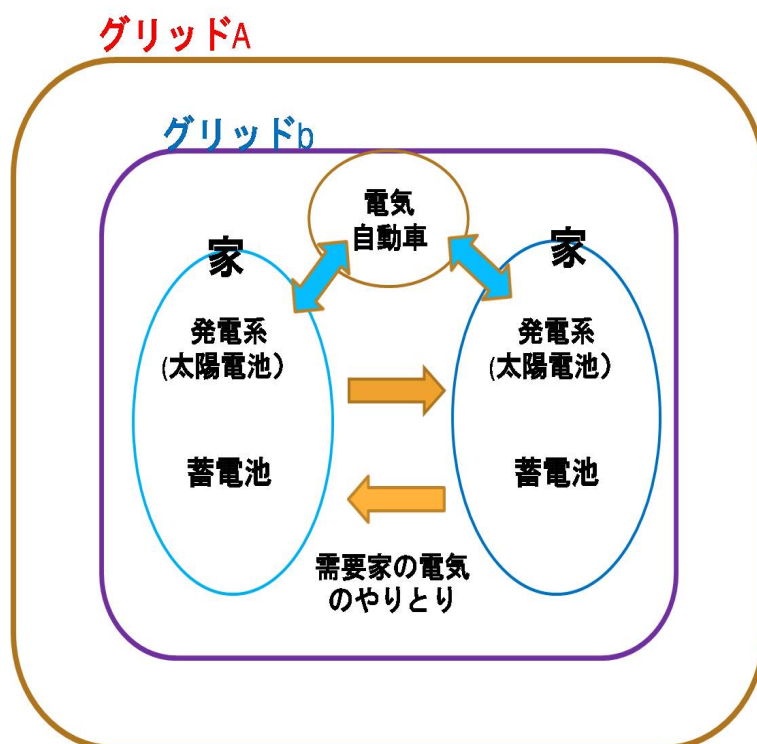 グリッドA
グリッドb
電気
自動車
家
家
発電系
(太陽電池）
発電系
(太陽電池）
蓄電池
蓄電池
需要家の電気
のやりとり